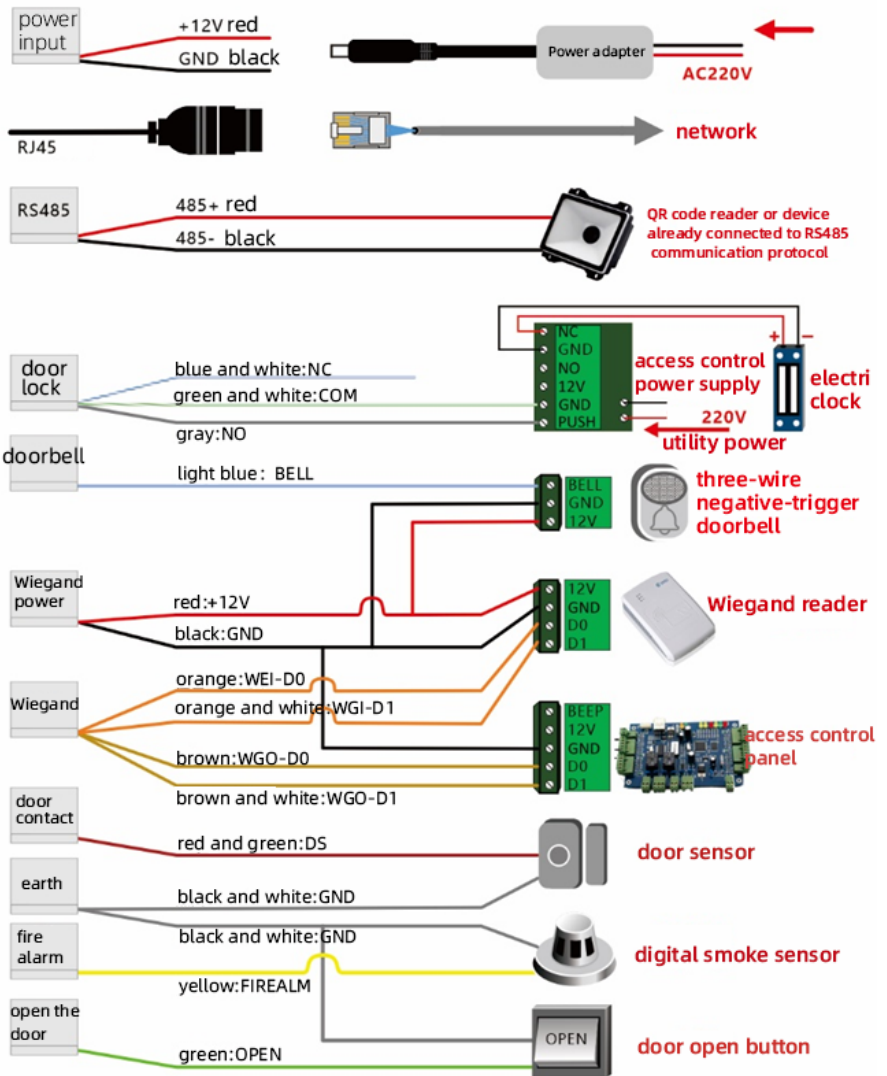 power
input
+12V red
GND black
Power adapter
AC220V
RJ45
network
RS485
485+ red
485- black
QR code reader or device
already connected to RS485
communication protocol
door
lock
blue and white:NC
green and white:COM
gray:NO
NC
GND
NO
12V
GND
PUSH
+ −
access control
power supply
220V
utility power
electri
clock
doorbell
light blue: BELL
BELL
GND
12V
three-wire
negative-trigger
doorbell
Wiegand
power
red:+12V
black:GND
12V
GND
D0
D1
Wiegand reader
Wiegand
orange:WEI-D0
orange and white:WGI-D1
brown:WGO-D0
brown and white:WGO-D1
BEEP
12V
GND
D0
D1
access control
panel
door
contact
red and green:DS
door sensor
earth
black and white:GND
black and white:GND
digital smoke sensor
fire
alarm
yellow:FIREALM
open the
door
green:OPEN
OPEN
door open button